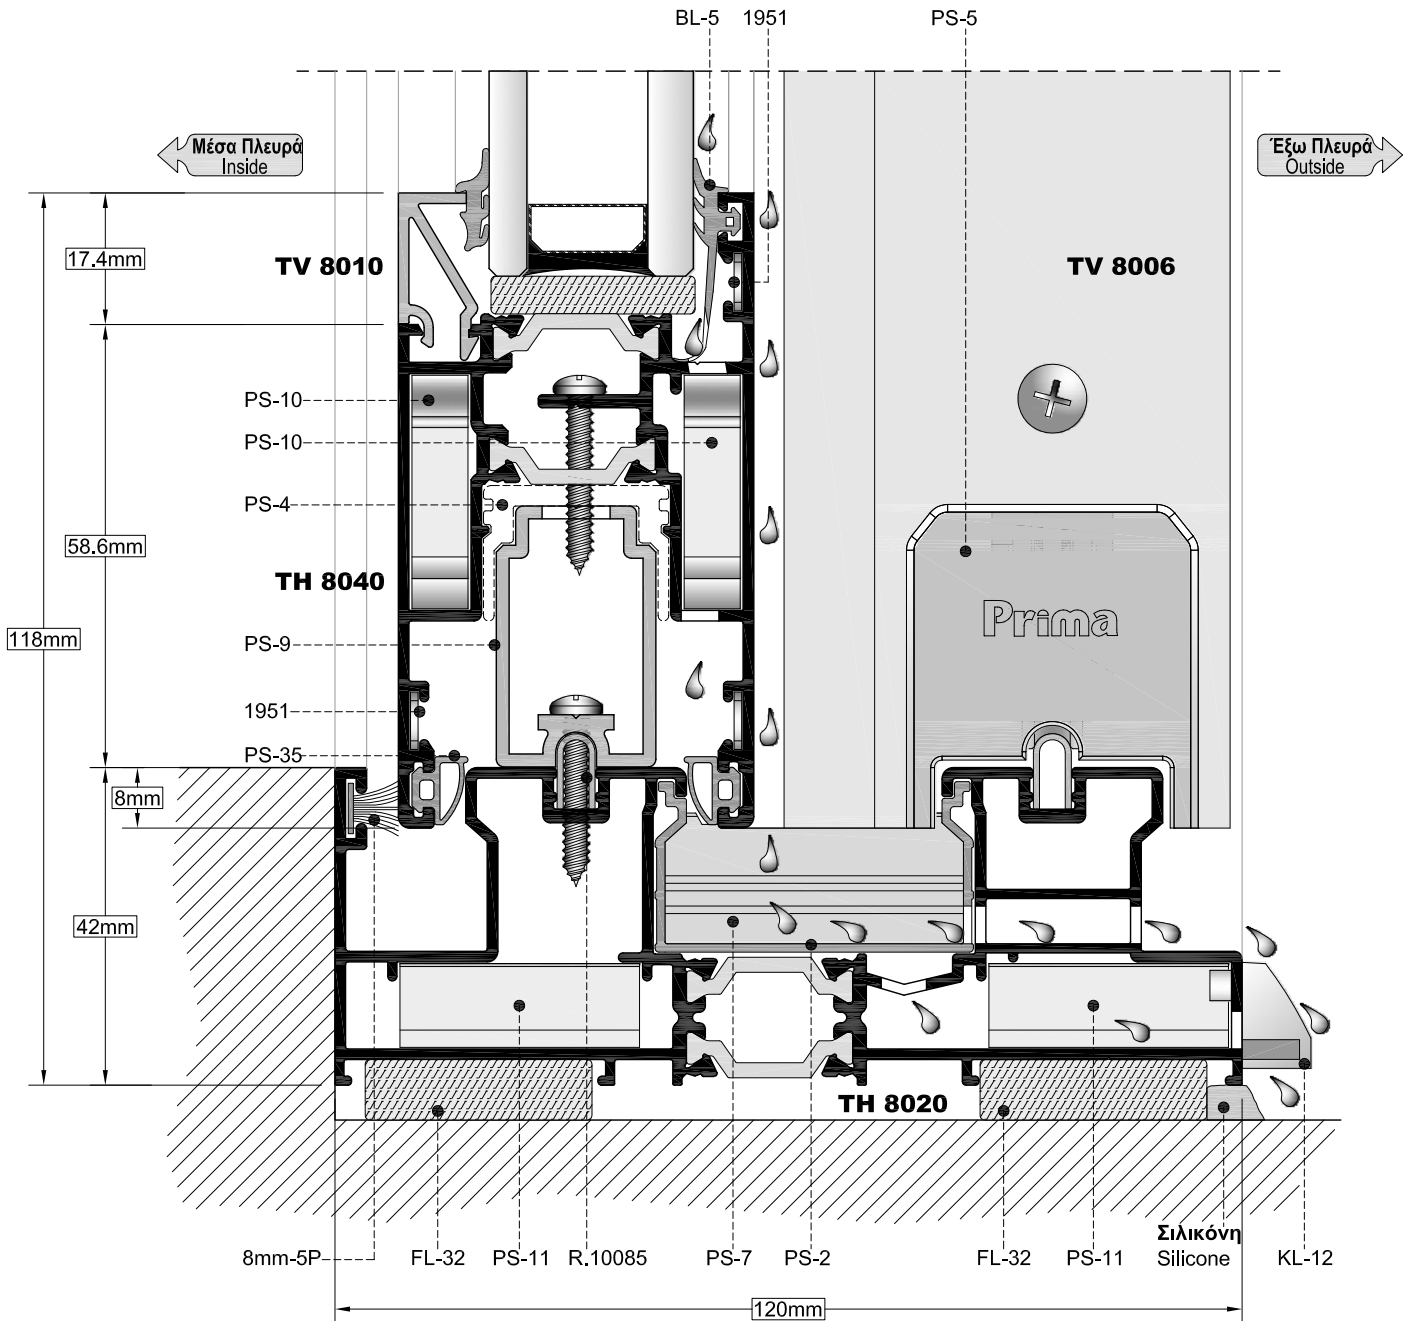 BL-5 1951 PS-5
Μέσα Πλευρά
Inside
Έξω Πλευρά
Outside
17.4mm
TV 8010
TV 8006
PS-10
PS-10
PS-4
58.6mm
TH 8040
Prima
118mm
PS-9
1951
PS-35
8mm
42mm
TH 8020
Σιλικόνη
8mm-5P FL-32 PS-11 R.10085 PS-7 PS-2 FL-32 PS-11 Silicone KL-12
120mm